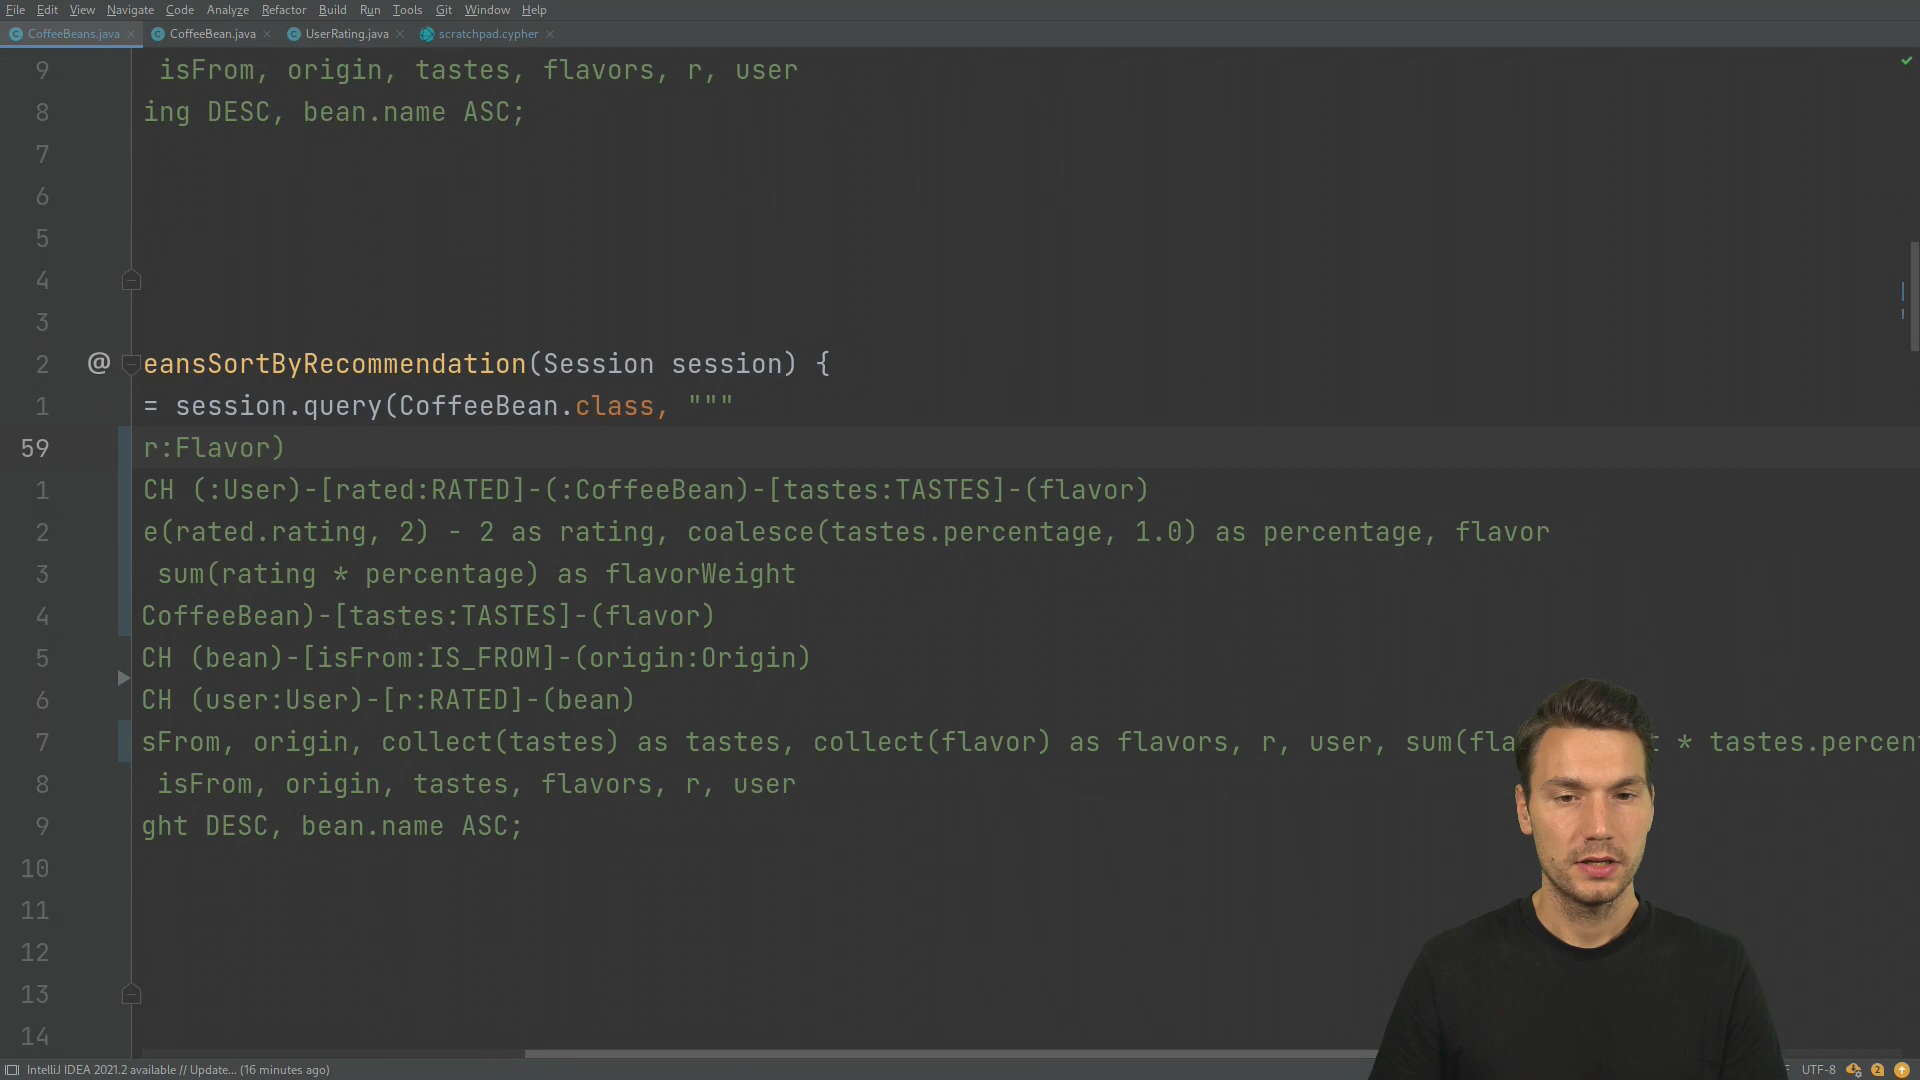 File Edit View Navigate Code Analyze Refactor Build Run Tools Git Window Help
CoffeeBeans.java CoffeeBean.java UserRating.java scratchpad.cypher
9 isFrom, origin, tastes, flavors, r, user
8 ing DESC, bean.name ASC;
7
6
5
4
3
2 @ eansSortByRecommendation(Session session) {
1 = session.query(CoffeeBean.class, """
59 r:Flavor)
1 CH (:User)-[rated:RATED]-(:CoffeeBean)-[tastes:TASTES]-(flavor)
2 e(rated.rating, 2) - 2 as rating, coalesce(tastes.percentage, 1.0) as percentage, flavor
3 sum(rating * percentage) as flavorWeight
4 CoffeeBean)-[tastes:TASTES]-(flavor)
5 CH (bean)-[isFrom:IS_FROM]-(origin:Origin)
6 CH (user:User)-[r:RATED]-(bean)
7 sFrom, origin, collect(tastes) as tastes, collect(flavor) as flavors, r, user, sum(fla * tastes.percent
8 isFrom, origin, tastes, flavors, r, user
9 ght DESC, bean.name ASC;
10
11
12
13
14
IntelliJ IDEA 2021.2 available // Update... (16 minutes ago) UTF-8 2